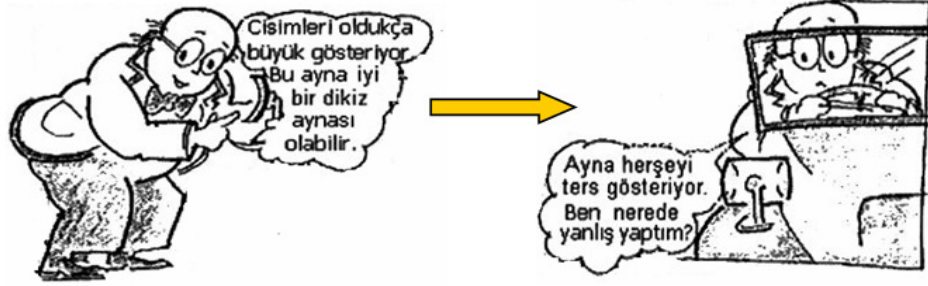 Cisimleri oldukça
büyük gösteriyor.
Bu ayna iyi
bir dikiz
aynası
olabilir.
Ayna herşeyi
ters gösteriyor.
Ben nerede
yanlış yaptım?